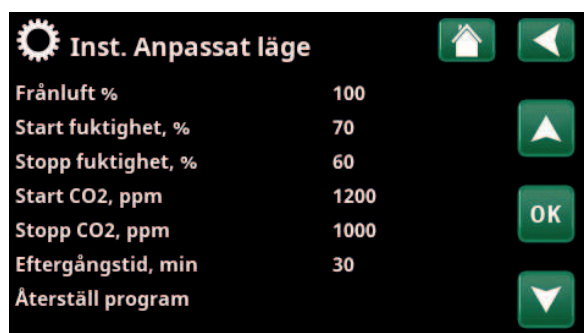 Inst. Anpassat läge
Frånluft % 100
Start fuktighet, % 70
Stopp fuktighet, % 60
Start CO2, ppm 1200
Stopp CO2, ppm 1000
OK
Eftergångstid, min 30
Återställ program